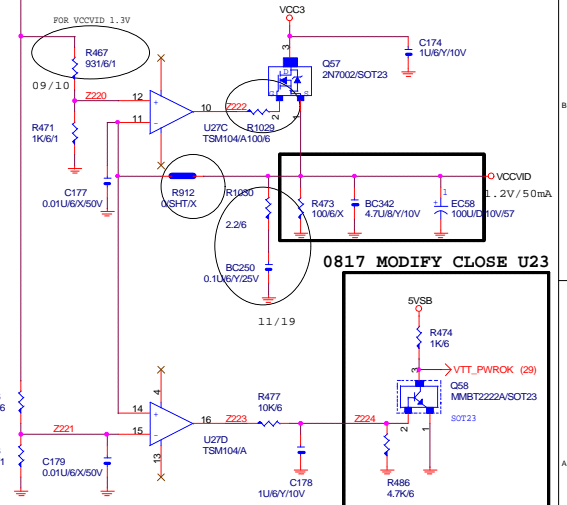 FOR VCCVID 1.3V
VCC3
R467
931/6/1
09/10
Z220
12
11
10
Z222
R1029
100/6
U27C
TSM104/A
3
D
G
S
2
1
Q57
2N7002/SOT23
C174
1U/6/Y/10V
B
R471
1K/6/1
C177
0.01U/6/X/50V
R912
0/SHT/X
R1030
2.2/6
BC250
0.1U/6/Y/25V
11/19
R473
100/6/X
BC342
4.7U/8/Y/10V
1
+
EC58
100U/D/10V/57
VCCVID
1.2V/50mA
0817 MODIFY CLOSE U23
5VSB
R474
1K/6
VTT_PWROK (29)
3
Q58
MMBT2222A/SOT23
SOT23
2
1
4
14
15
13
16
Z221
Z223
Z224
U27D
TSM104/A
R477
10K/6
C178
1U/6/Y/10V
R486
4.7K/6
C179
0.01U/6/X/50V
6
1
A